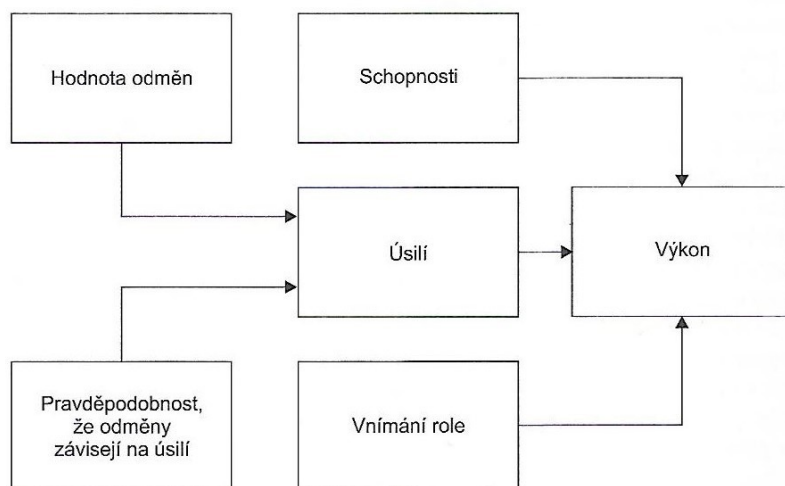 Hodnota odměn
Schopnosti
Úsilí
Výkon
Pravděpodobnost,
že odměny
závisejí na úsilí
Vnímání role